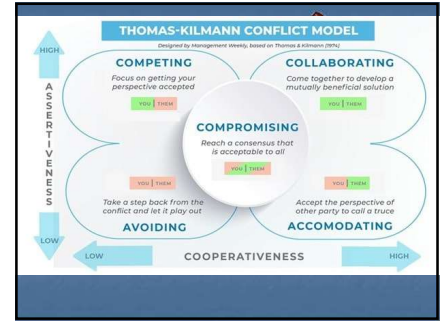 THOMAS-KILMANN CONFLICT MODEL
Designed by Management Weekly, based on Thomas & Kilmann (1974)
HIGH
ASSERTIVENESS
LOW
COMPETING
Focus on getting your
perspective accepted
YOU | THEM
COLLABORATING
Come together to develop a
mutually beneficial solution
YOU | THEM
COMPROMISING
Reach a consensus that
is acceptable to all
YOU | THEM
YOU | THEM
Take a step back from the
conflict and let it play out
AVOIDING
YOU | THEM
Accept the perspective of
other party to call a truce
ACCOMODATING
LOW
COOPERATIVENESS
HIGH